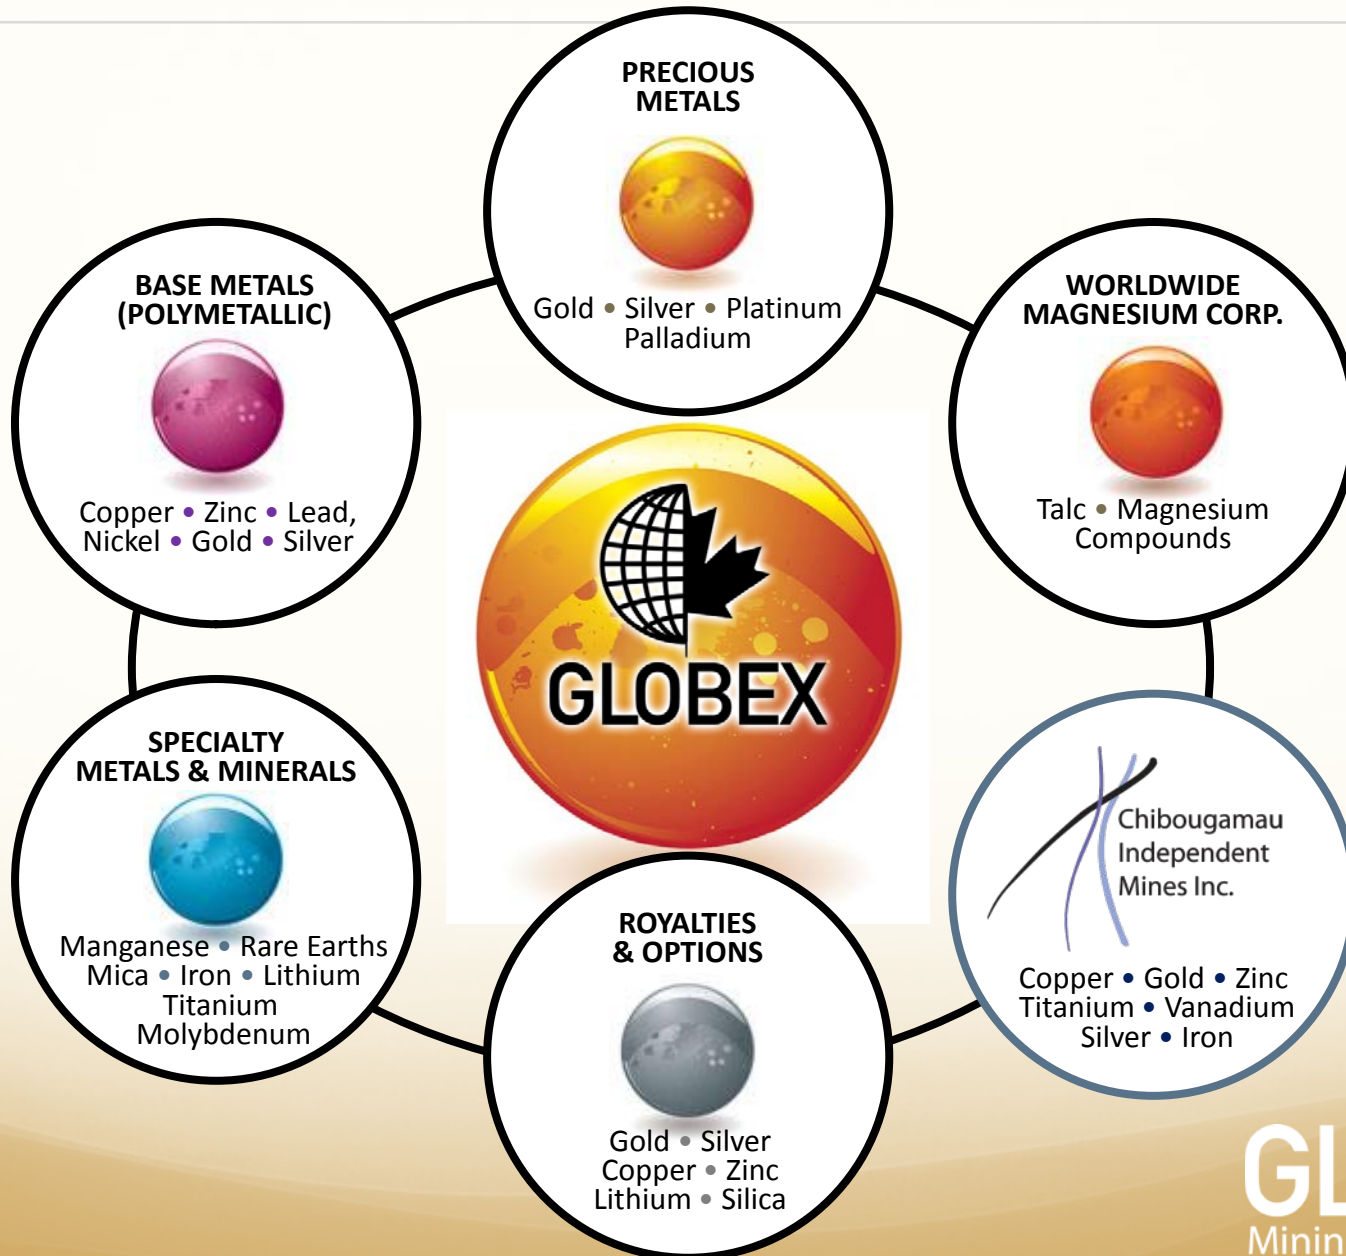 PRECIOUS
METALS
Gold • Silver • Platinum
Palladium
BASE METALS
(POLYMETALLIC)
Copper • Zinc • Lead,
Nickel • Gold • Silver
WORLDWIDE
MAGNESIUM CORP.
Talc • Magnesium
Compounds
GLOBEX
SPECIALTY
METALS & MINERALS
Manganese • Rare Earths
Mica • Iron • Lithium
Titanium
Molybdenum
Chibougamau
Independent
Mines Inc.
Copper • Gold • Zinc
Titanium • Vanadium
Silver • Iron
ROYALTIES
& OPTIONS
Gold • Silver
Copper • Zinc
Lithium • Silica